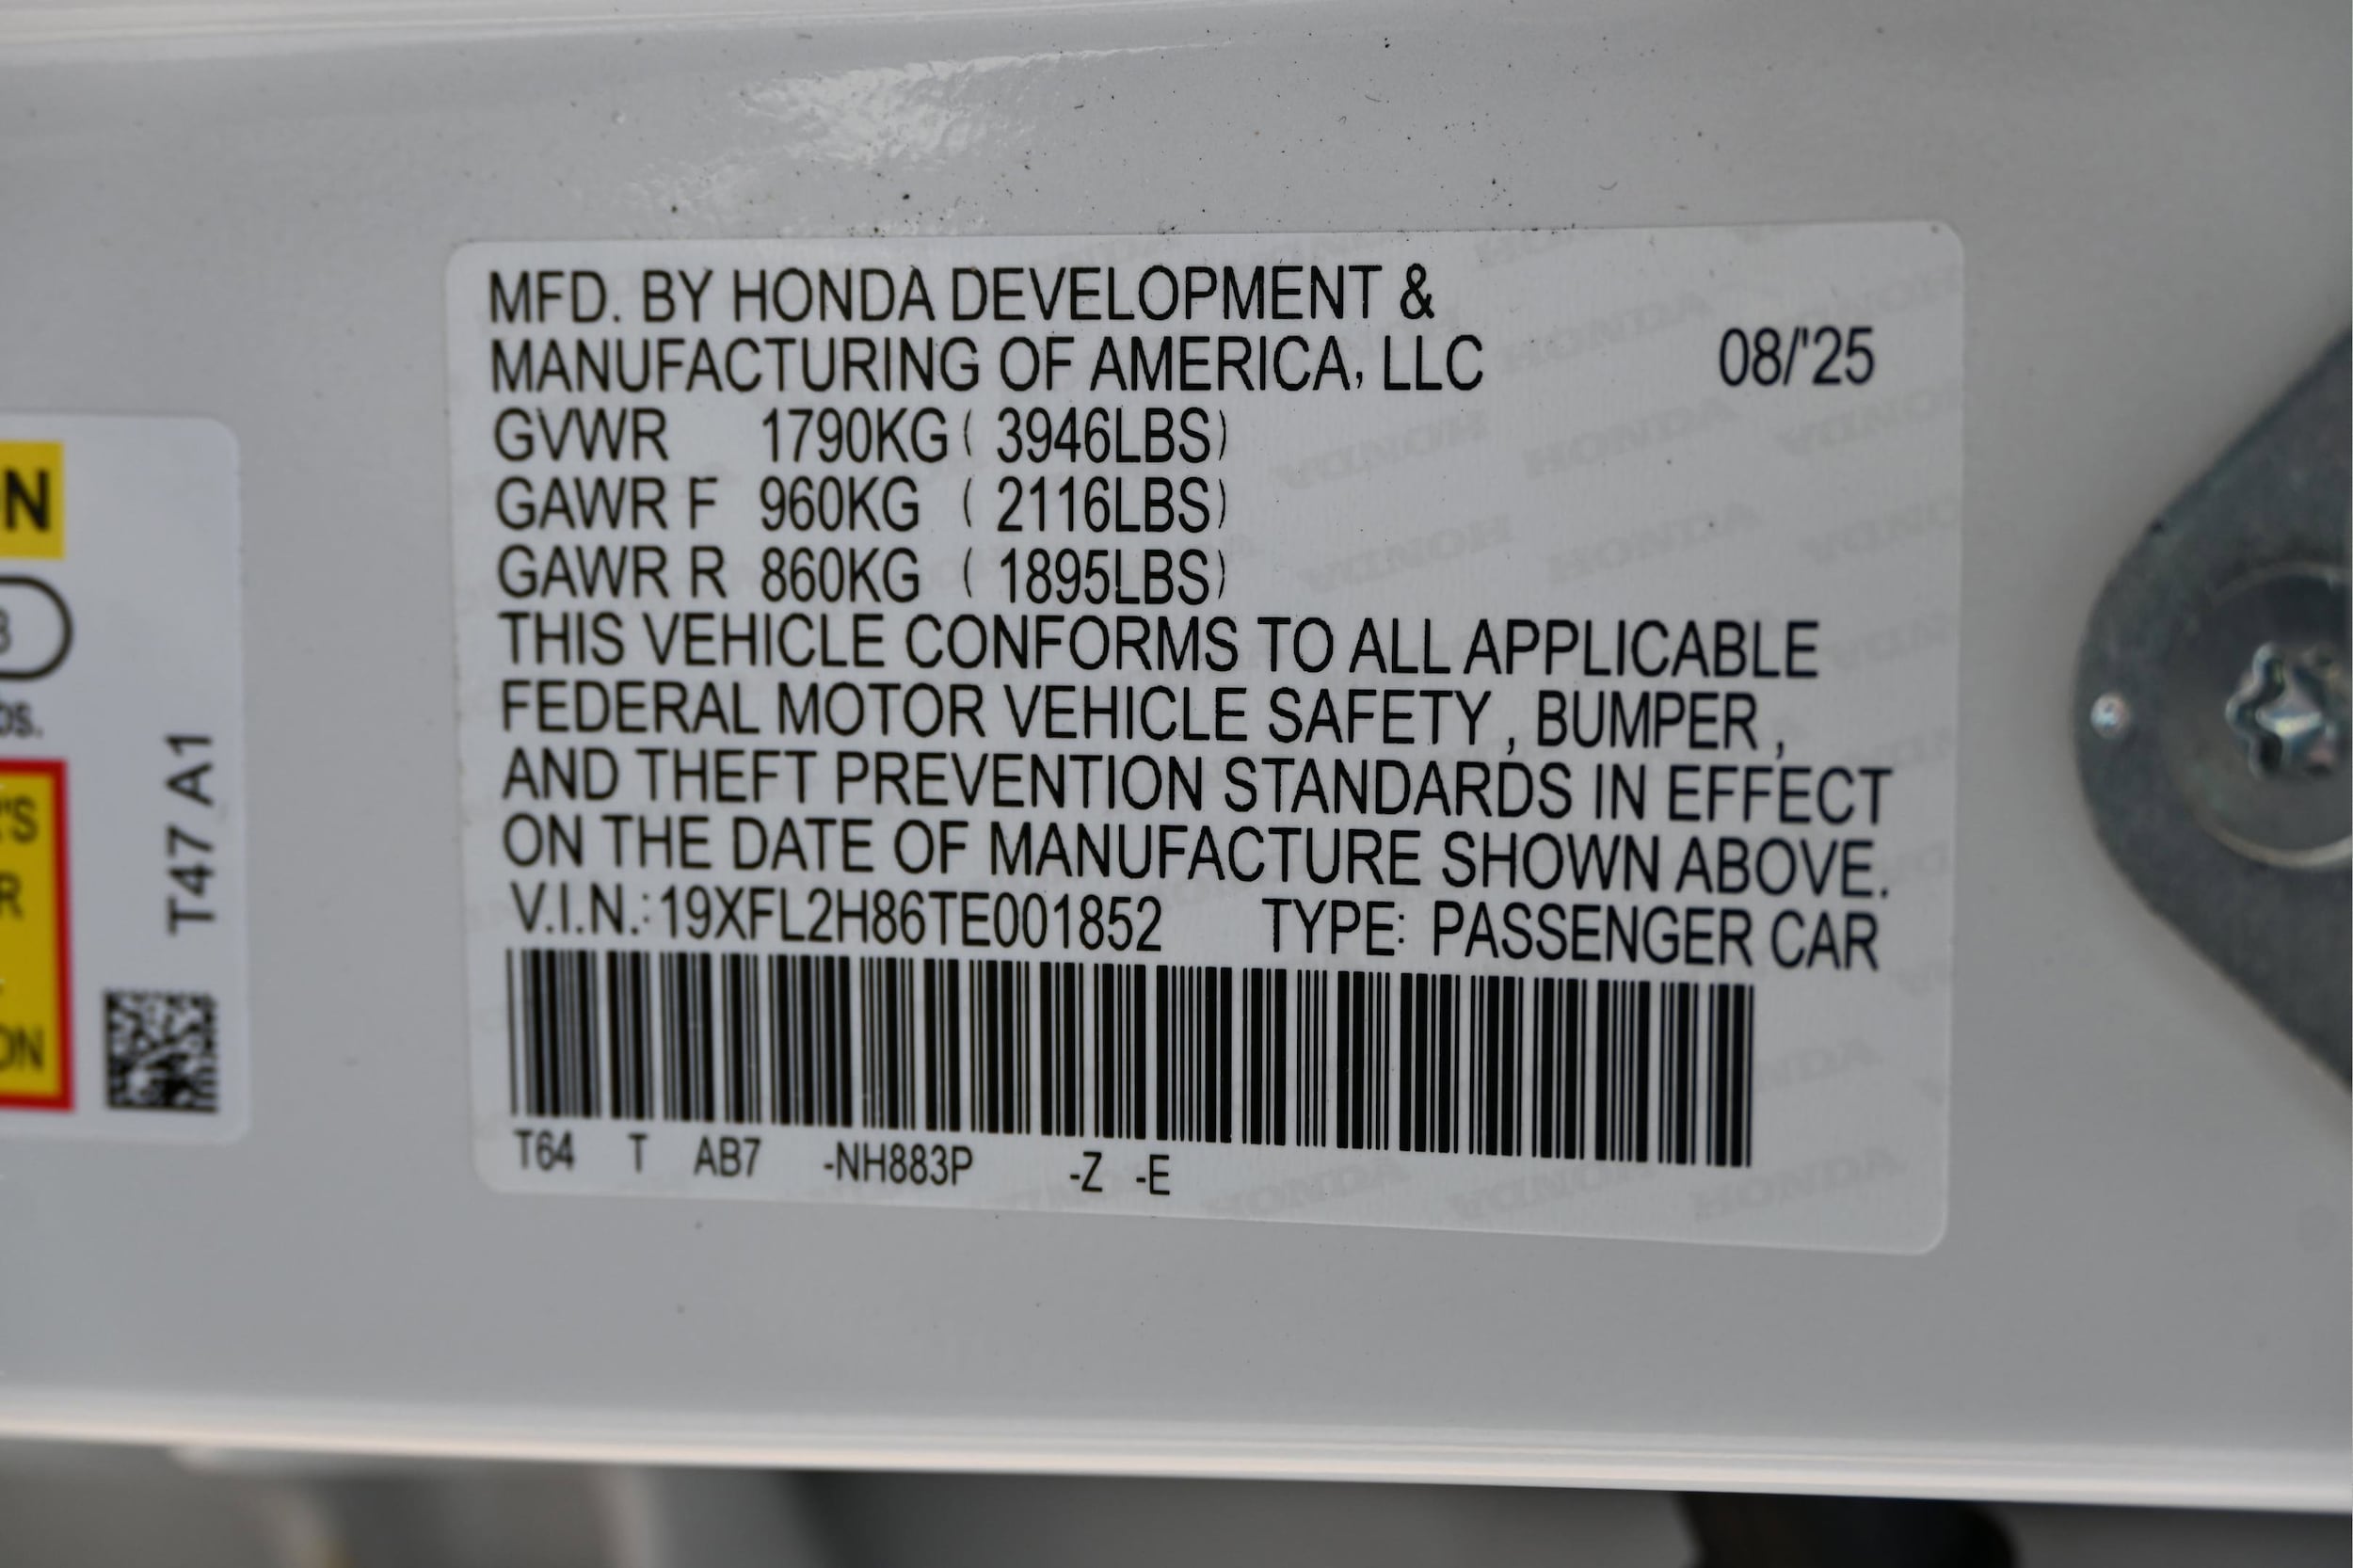 MFD. BY HONDA DEVELOPMENT &
MANUFACTURING OF AMERICA, LLC 08/'25
GVWR 1790KG ( 3946LBS)
GAWR F 960KG ( 2116LBS)
GAWR R 860KG ( 1895LBS)
THIS VEHICLE CONFORMS TO ALL APPLICABLE
FEDERAL MOTOR VEHICLE SAFETY , BUMPER ,
AND THEFT PREVENTION STANDARDS IN EFFECT
ON THE DATE OF MANUFACTURE SHOWN ABOVE.
V.I.N.: 19XFL2H86TE001852 TYPE: PASSENGER CAR
T64 T AB7 -NH883P -Z -E
T47 A1